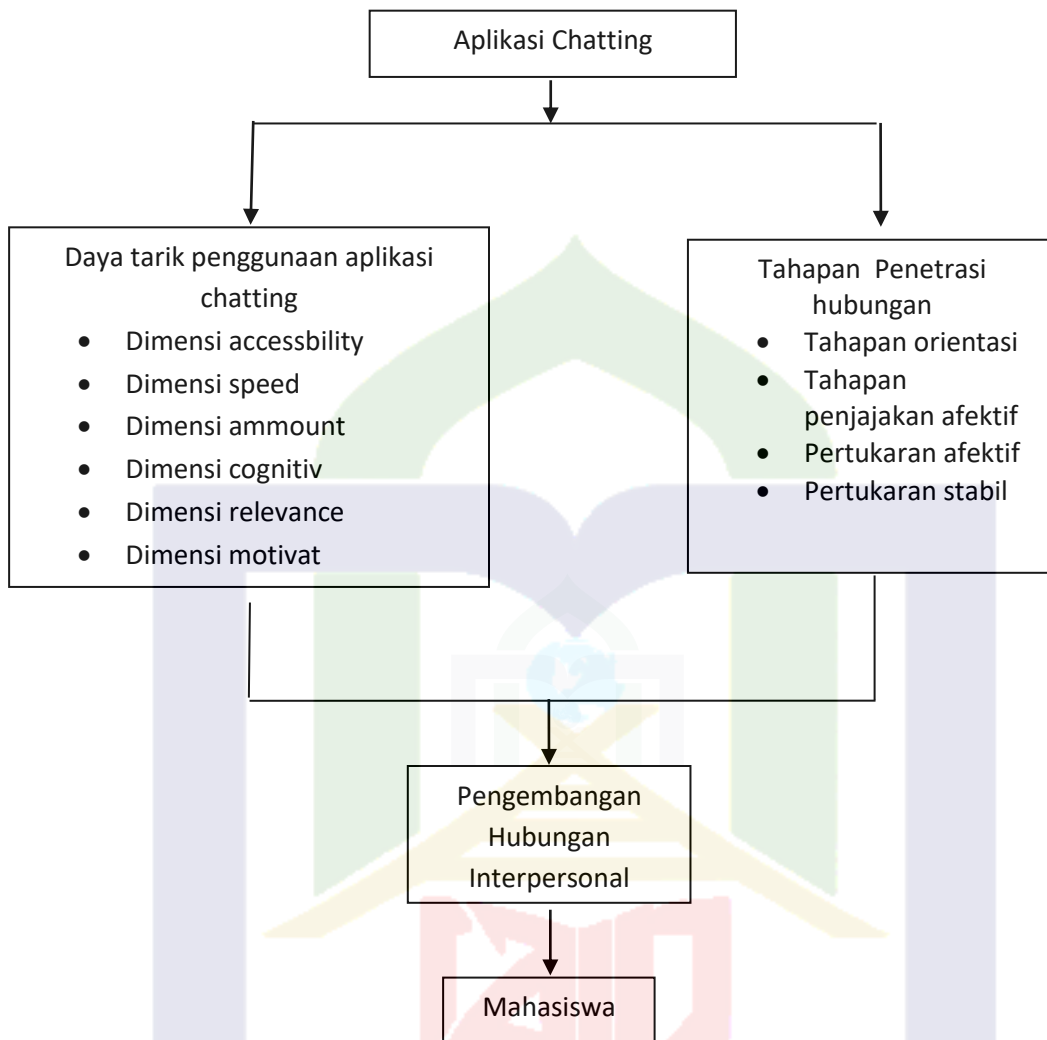 Aplikasi Chatting
Daya tarik penggunaan aplikasi
chatting
• Dimensi accessbility
• Dimensi speed
• Dimensi ammount
• Dimensi cognitiv
• Dimensi relevance
• Dimensi motivat
Tahapan Penetrasi
hubungan
• Tahapan orientasi
• Tahapan
penjajakan afektif
• Pertukaran afektif
• Pertukaran stabil
Pengembangan
Hubungan
Interpersonal
Mahasiswa